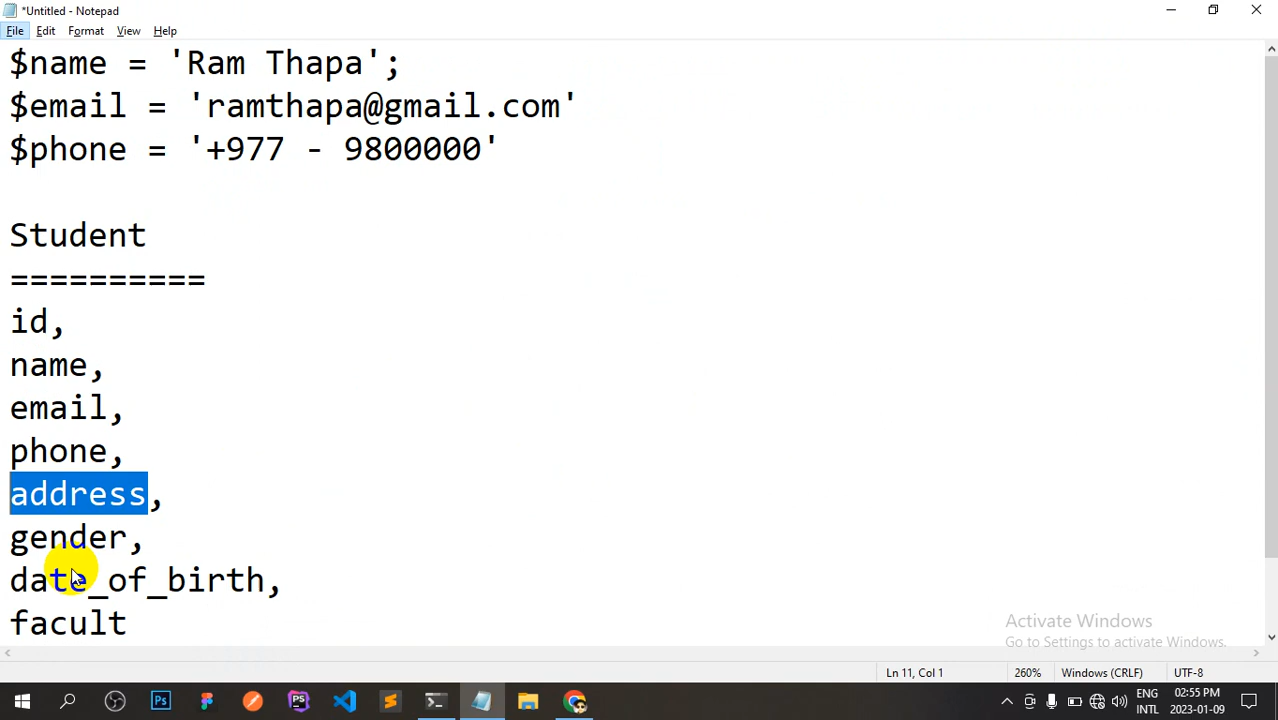 *Untitled - Notepad
File Edit Format View Help
$name = 'Ram Thapa';
$email = 'ramthapa@gmail.com'
$phone = '+977 - 9800000'
Student
==========
id,
name,
email,
phone,
address,
gender,
date_of_birth,
facult
Activate Windows
Go to Settings to activate Windows.
Ln 11, Col 1 260% Windows (CRLF) UTF-8
Ps PS
ENG 02:55 PM
INTL 2023-01-09